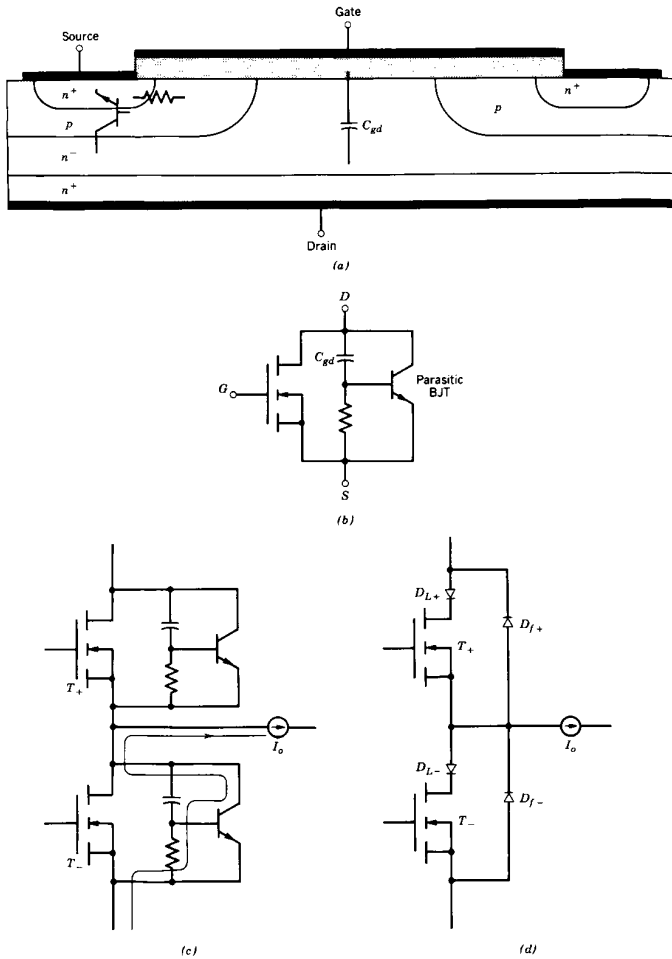 Gate
Source
n+
n+
p
p
Cgd
n−
n+
Drain
(a)
D
Cgd
G
Parasitic
BJT
S
(b)
DL+
Df+
T+
T+
Io
Io
DL−
Df−
T−
T−
(c)
(d)